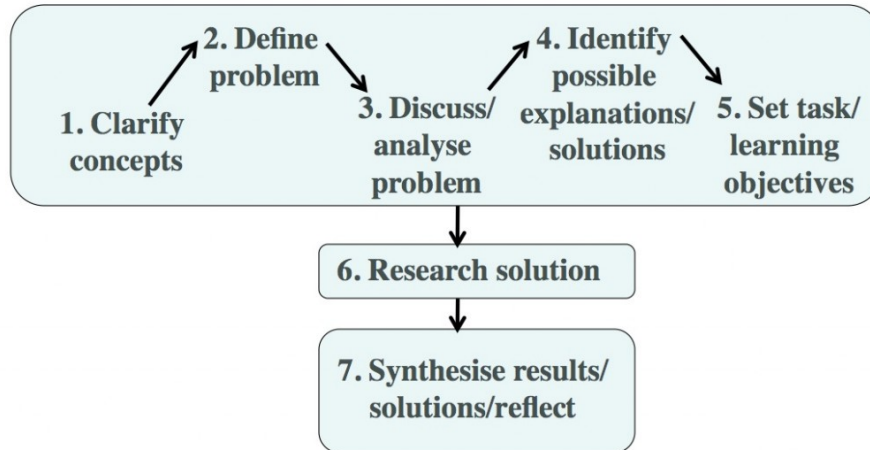 1. Clarify
concepts
2. Define
problem
3. Discuss/
analyse
problem
4. Identify
possible
explanations/
solutions
5. Set task/
learning
objectives
6. Research solution
7. Synthesise results/
solutions/reflect